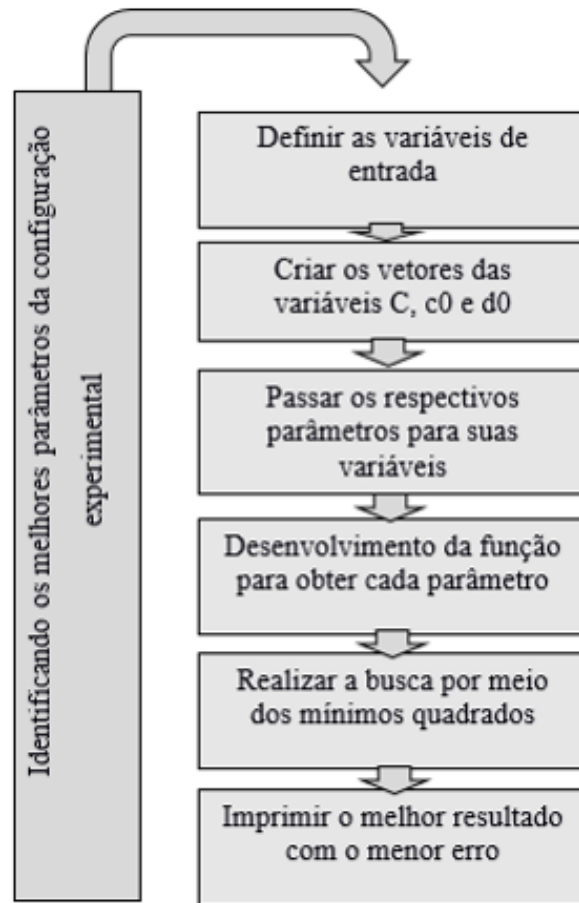 Identificando os melhores parâmetros da configuração
experimental
Definir as variáveis de
entrada
Criar os vetores das
variáveis C, c0 e d0
Passar os respectivos
parâmetros para suas
variáveis
Desenvolvimento da função
para obter cada parâmetro
Realizar a busca por meio
dos mínimos quadrados
Imprimir o melhor resultado
com o menor erro